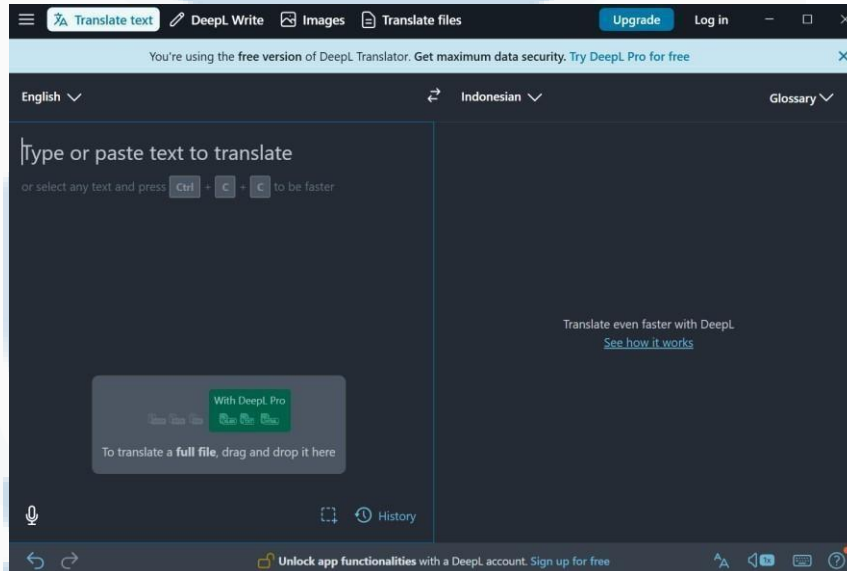 Translate text DeepL Write Images Translate files Upgrade Log in
You're using the free version of DeepL Translator. Get maximum data security. Try DeepL Pro for free
English Indonesian Glossary
Type or paste text to translate
or select any text and press Ctrl + C + C to be faster
Translate even faster with DeepL
See how it works
With DeepL Pro
To translate a full file, drag and drop it here
History
Unlock app functionalities with a DeepL account. Sign up for free
1x